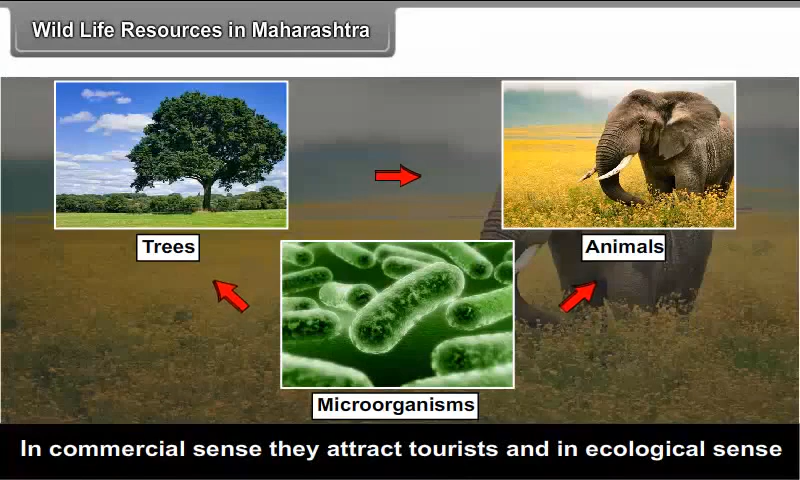 Wild Life Resources in Maharashtra
Trees
Animals
Microorganisms
In commercial sense they attract tourists and in ecological sense